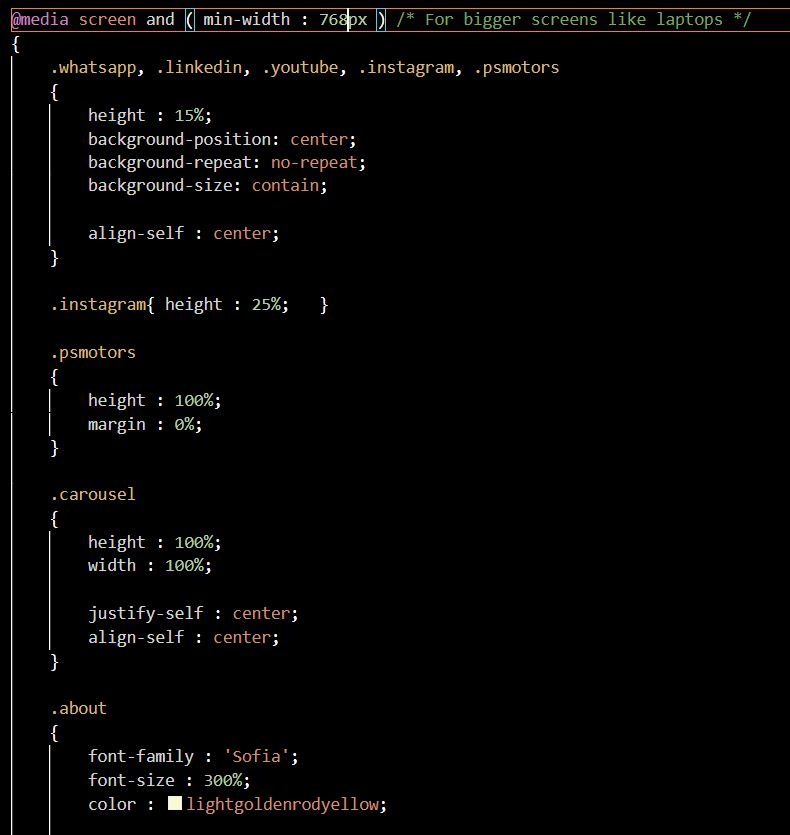 @media screen and ( min-width : 768px ) /* For bigger screens like laptops */
{
.whatsapp, .linkedin, .youtube, .instagram, .psmotors
{
height : 15%;
background-position: center;
background-repeat: no-repeat;
background-size: contain;
align-self : center;
}
.instagram{ height : 25%; }
.psmotors
{
height : 100%;
margin : 0%;
}
.carousel
{
height : 100%;
width : 100%;
justify-self : center;
align-self : center;
}
.about
{
font-family : 'Sofia';
font-size : 300%;
color : lightgoldenrodyellow;